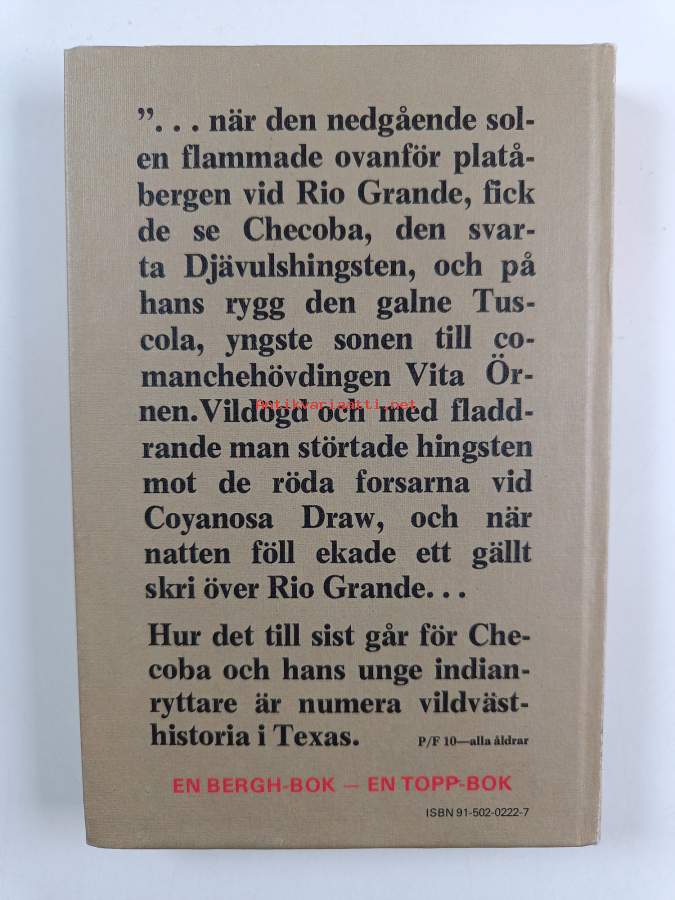 ”. . . när den nedgående sol-
en flammade ovanför platå-
bergen vid Rio Grande, fick
de se Checoba, den svar-
ta Djävulshingsten, och på
hans rygg den galne Tus-
cola, yngste sonen till co-
manchehövdingen Vita Ör-
nen. Vildögd och med fladd-
Antikvariaatti.net
rande man störtade hingsten
mot de röda forsarna vid
Coyanosa Draw, och när
natten föll ekade ett gällt
skri över Rio Grande. . .
Hur det till sist går för Che-
coba och hans unge indian-
ryttare är numera vildväst-
historia i Texas. P/F 10—alla åldrar
EN BERGH-BOK — EN TOPP-BOK
ISBN 91-502-0222-7